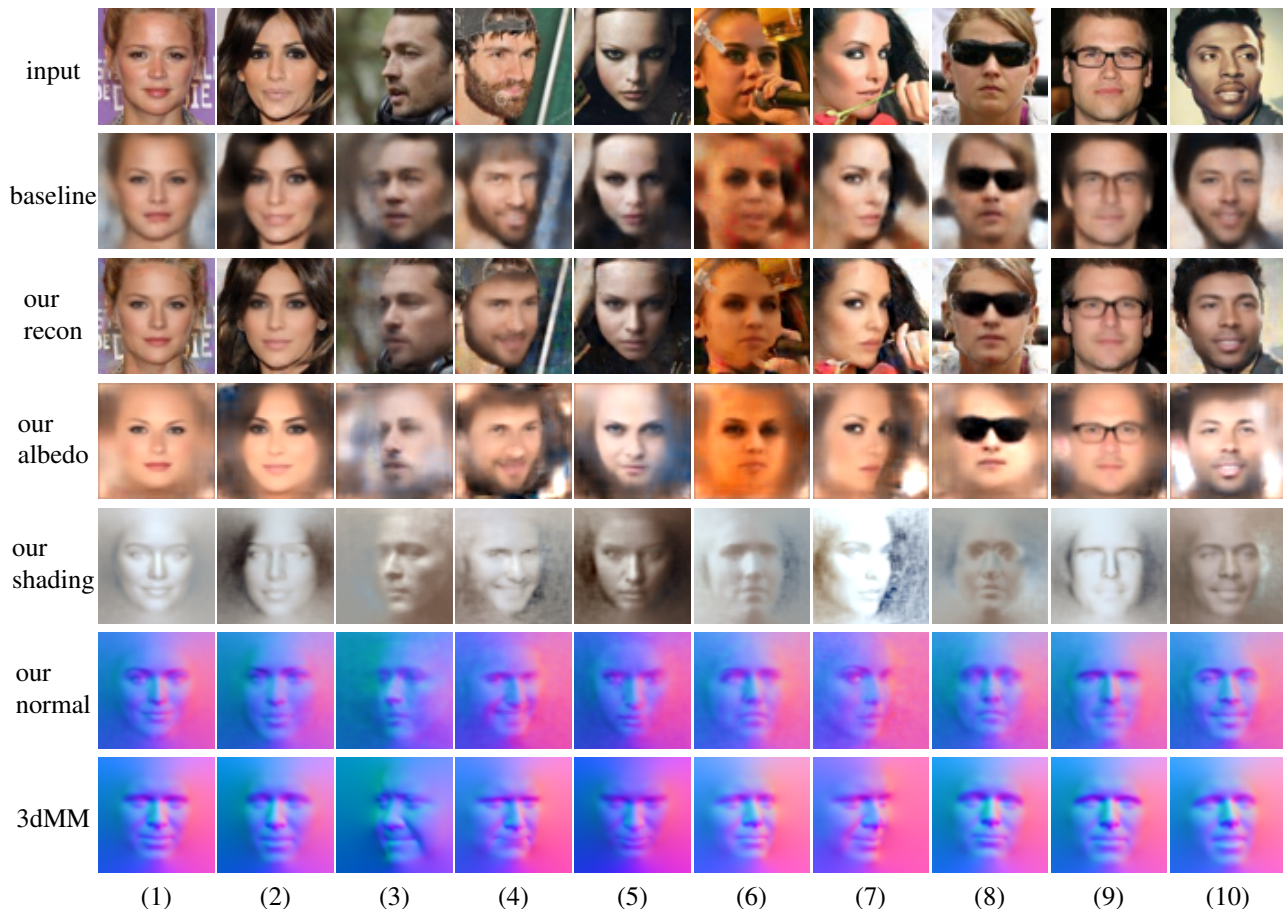 input
baseline
our
recon
our
albedo
our
shading
our
normal
3dMM
(1) (2) (3) (4) (5) (6) (7) (8) (9) (10)